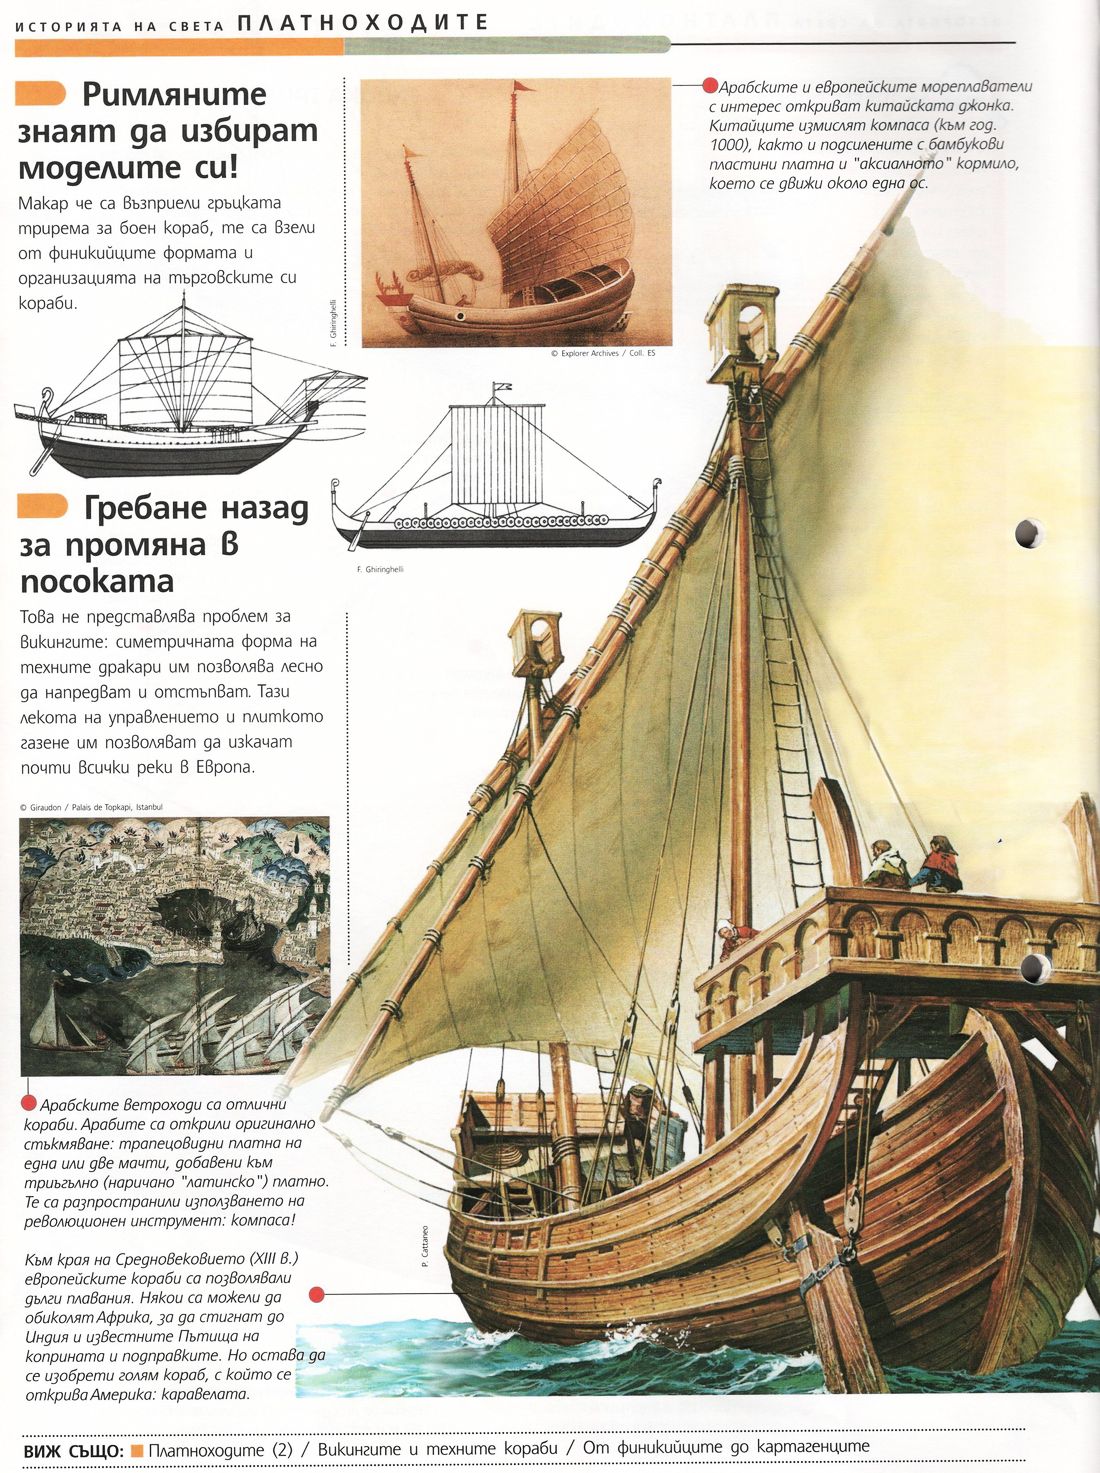 ИСТОРИЯТА НА СВЕТА ПЛАТНОХОДИТЕ
Римляните
знаят да избират
моделите си!
Макар че са възприели гръцката
трирема за боен кораб, те са взели
от финикийците формата и
организацията на търговските си
кораби.
F. Ghiringhelli
© Explorer Archives / Coll. ES
Арабските и европейските мореплаватели
с интерес откриват китайската джонка.
Китайците измислят компаса (към год.
1000), както и подсилените с бамбукови
пластини платна и "аксиалното" кормило,
което се движи около една ос.
F. Ghiringhelli
Гребане назад
за промяна в
посоката
Това не представлява проблем за
викингите: симетричната форма на
техните дракари им позволява лесно
да напредват и отстъпват. Тази
лекота на управлението и плиткото
газене им позволяват да изкачат
почти всички реки в Европа.
© Giraudon / Palais de Topkapi, Istanbul
Арабските ветроходи са отлични
кораби. Арабите са открили оригинално
стъкмяване: трапецовидни платна на
една или две мачти, добавени към
триъгълно (наричано "латинско") платно.
Те са разпространили използването на
революционен инструмент: компаса!
Към края на Средновековието (XIII в.)
европейските кораби са позволявали
дълги плавания. Някои са можели да
обиколят Африка, за да стигнат до
Индия и известните Пътища на
коприната и подправките. Но остава да
се изобрети голям кораб, с който се
открива Америка: каравелата.
P. Cattaneo
ВИЖ СЪЩО: Платноходите (2) / Викингите и техните кораби / От финикийците до картагенците